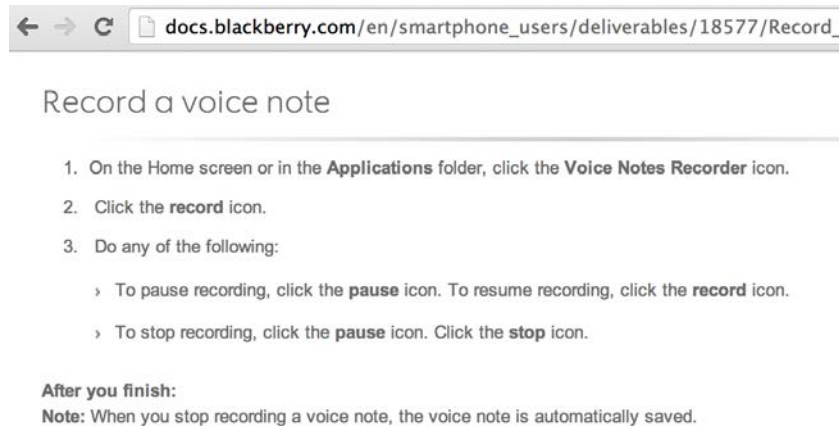 docs.blackberry.com/en/smartphone_users/deliverables/18577/Record_
Record a voice note
1. On the Home screen or in the Applications folder, click the Voice Notes Recorder icon.
2. Click the record icon.
3. Do any of the following:
› To pause recording, click the pause icon. To resume recording, click the record icon.
› To stop recording, click the pause icon. Click the stop icon.
After you finish:
Note: When you stop recording a voice note, the voice note is automatically saved.